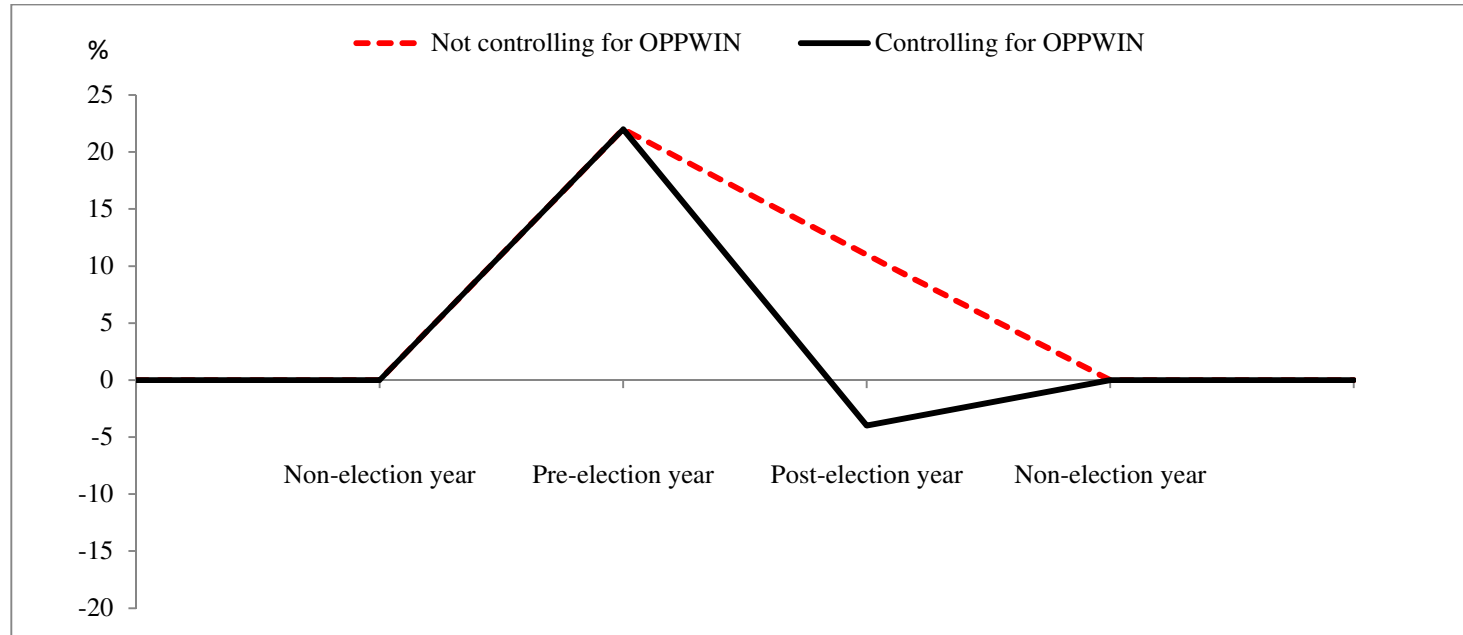 %
Not controlling for OPPWIN
Controlling for OPPWIN
25
20
15
10
5
0
-5
Non-election year
Pre-election year
Post-election year
Non-election year
-10
-15
-20